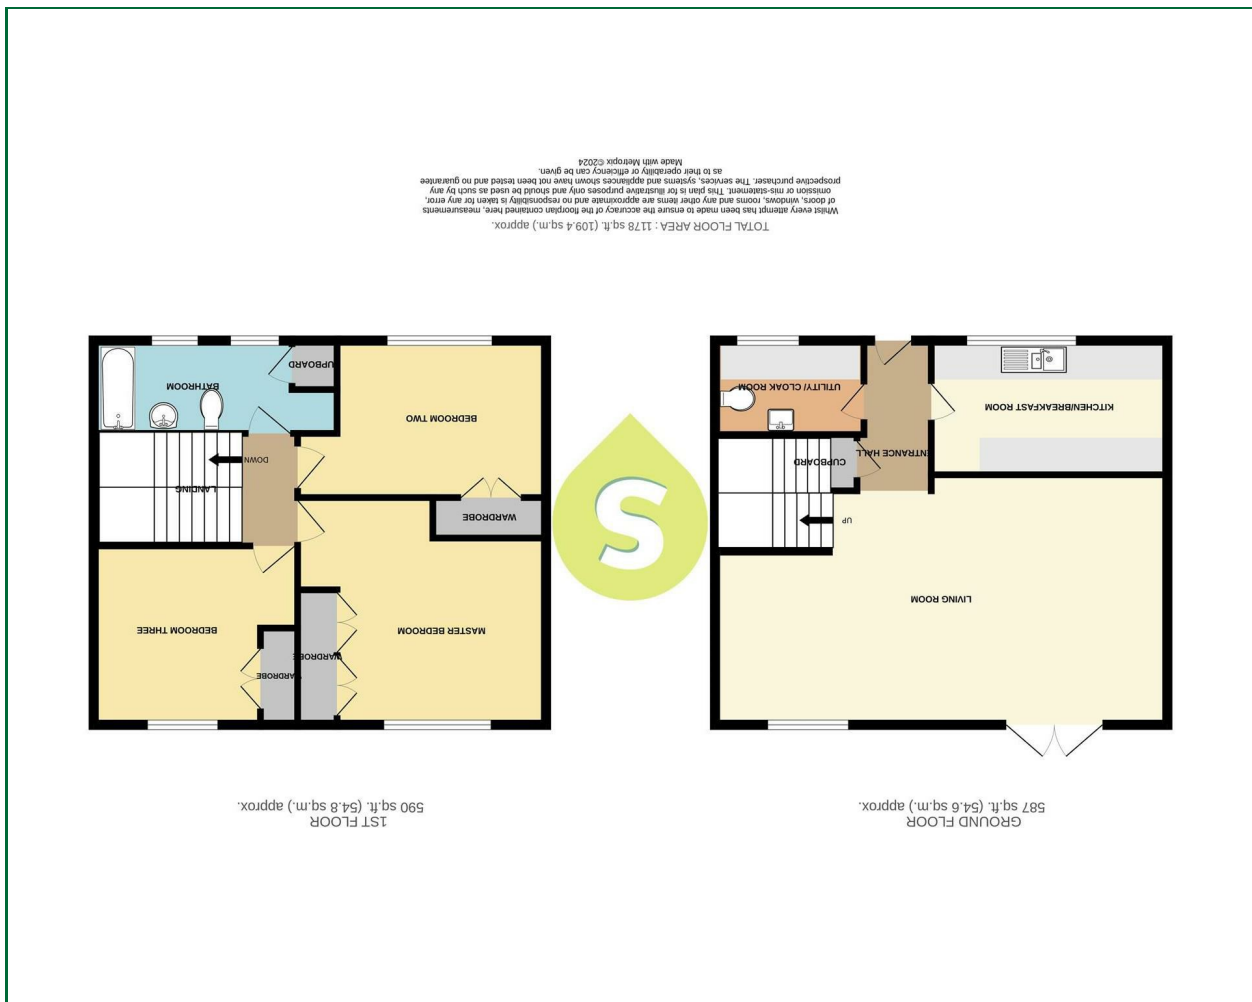 GROUND FLOOR
587 sq.ft. (54.6 sq.m.) approx.
LIVING ROOM
UP
ENTRANCE HALL
CUPBOARD
KITCHEN/BREAKFAST ROOM
UTILITY/ CLOAK ROOM
1ST FLOOR
590 sq.ft. (54.8 sq.m.) approx.
MASTER BEDROOM
WARDROBE
WARDROBE
BEDROOM THREE
WARDROBE
LANDING
DOWN
BEDROOM TWO
BATHROOM
CUPBOARD
S
TOTAL FLOOR AREA : 1178 sq.ft. (109.4 sq.m.) approx.
Whilst every attempt has been made to ensure the accuracy of the floorplan contained here, measurements
of doors, windows, rooms and any other items are approximate and no responsibility is taken for any error,
omission or mis-statement. This plan is for illustrative purposes only and should be used as such by any
prospective purchaser. The services, systems and appliances shown have not been tested and no guarantee
as to their operability or efficiency can be given.
Made with Metropix ©2024